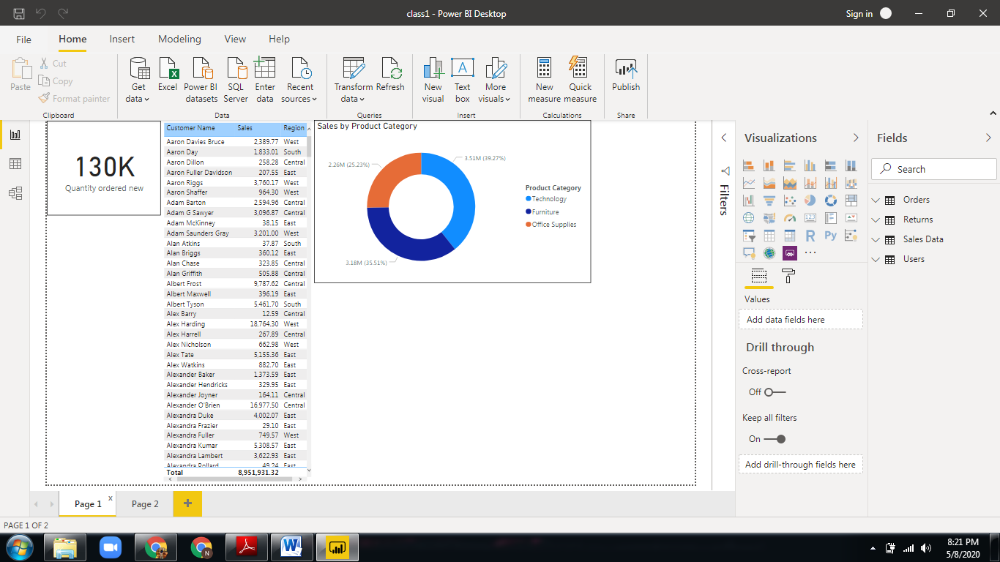 class1 - Power BI Desktop
Sign in
File Home Insert Modeling View Help
Paste
Cut
Copy
Format painter
Clipboard
Get data
Excel
Power BI datasets
SQL Server
Enter data
Recent sources
Data
Transform data
Refresh
Queries
New visual
Text box
More visuals
Insert
New measure
Quick measure
Calculations
Publish
Share
130K
Quantity ordered new
Customer Name Sales Region
Aaron Davies Bruce 2,389.77 West
Aaron Day 1,833.01 South
Aaron Dillon 258.28 Central
Aaron Fuller Davidson 207.55 East
Aaron Riggs 3,760.17 West
Aaron Shaffer 964.30 West
Adam Barton 2,594.96 Central
Adam G Sawyer 3,096.87 Central
Adam McKinney 38.15 East
Adam Saunders Gray 3,201.00 West
Alan Atkins 37.87 South
Alan Briggs 360.12 East
Alan Chase 323.85 Central
Alan Griffith 505.88 Central
Albert Frost 9,787.62 Central
Albert Maxwell 396.19 East
Albert Tyson 5,461.70 South
Alex Barry 12.59 Central
Alex Harding 18,764.30 West
Alex Harrell 267.89 Central
Alex Nicholson 662.98 West
Alex Tate 5,155.36 East
Alex Watkins 882.70 East
Alexander Baker 1,373.59 East
Alexander Hendricks 329.95 East
Alexander Joyner 164.11 Central
Alexander O'Brien 16,977.50 Central
Alexandra Duke 4,002.07 East
Alexandra Frazier 29.10 East
Alexandra Fuller 749.57 West
Alexandra Kumar 5,308.57 East
Alexandra Lambert 3,622.93 East
Alexandra Pollard 49.24 East
Total 8,951,931.32
Sales by Product Category
3.51M (39.27%)
2.26M (25.23%)
3.18M (35.51%)
Product Category
Technology
Furniture
Office Supplies
Filters
Visualizations
R
Py
123
Values
Add data fields here
Drill through
Cross-report
Off
Keep all filters
On
Add drill-through fields here
Fields
Search
Orders
Returns
Sales Data
Users
Page 1 x
Page 2
+
PAGE 1 OF 2
N
W
8:21 PM
5/8/2020